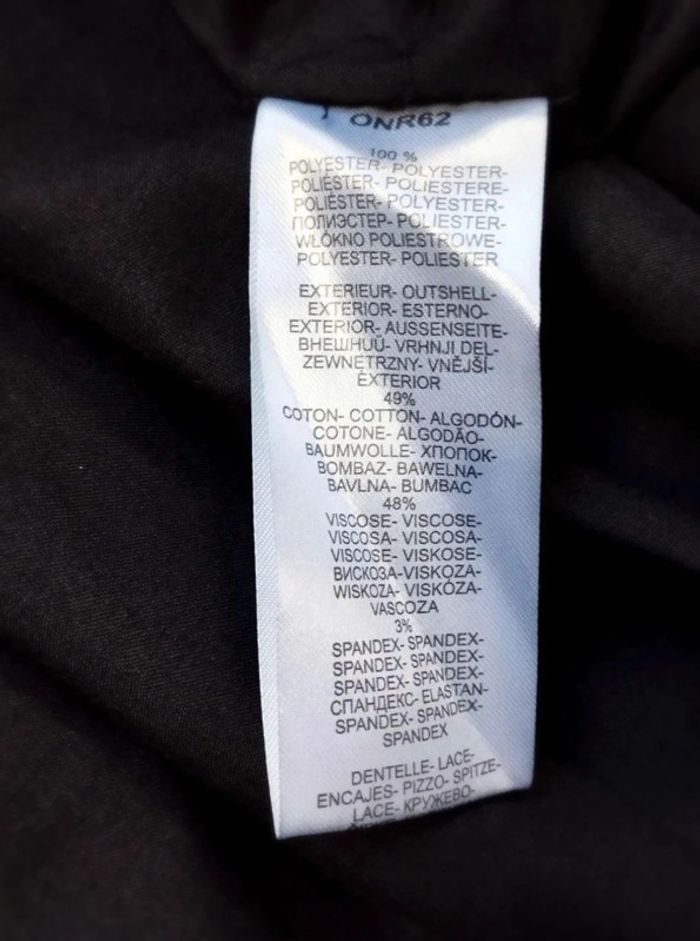 ONR62
100 %
POLYESTER- POLYESTER-
POLIÉSTER- POLIESTERE-
POLIÉSTER- POLYESTER-
ПОЛИЭСТЕР- POLIESTER-
WŁÓKNO POLIESTROWE-
POLYESTER- POLIESTER
EXTERIEUR- OUTSHELL-
EXTERIOR- ESTERNO-
EXTERIOR- AUSSENSEITE-
ВНЕШНUÙ- VRHNJI DEL-
ZEWNĘTRZNY- VNĚJŠÍ-
EXTERIOR
49%
COTON- COTTON- ALGODÓN-
COTONE- ALGODÃO-
BAUMWOLLE- ХЛОПОК-
BOMBAZ- BAWELNA-
BAVLNA- BUMBAC
48%
VISCOSE- VISCOSE-
VISCOSA- VISCOSA-
VISCOSE- VISKOSE-
ВИСКОЗА-VISKOZA-
WISKOZA- VISKÓZA-
VASCOZA
3%
SPANDEX- SPANDEX-
SPANDEX- SPANDEX-
SPANDEX- SPANDEX-
СПАНДЕКС- ELASTAN-
SPANDEX- SPANDEX-
SPANDEX
DENTELLE- LACE-
ENCAJES- PIZZO- SPITZE-
LACE- КРУЖЕВО-